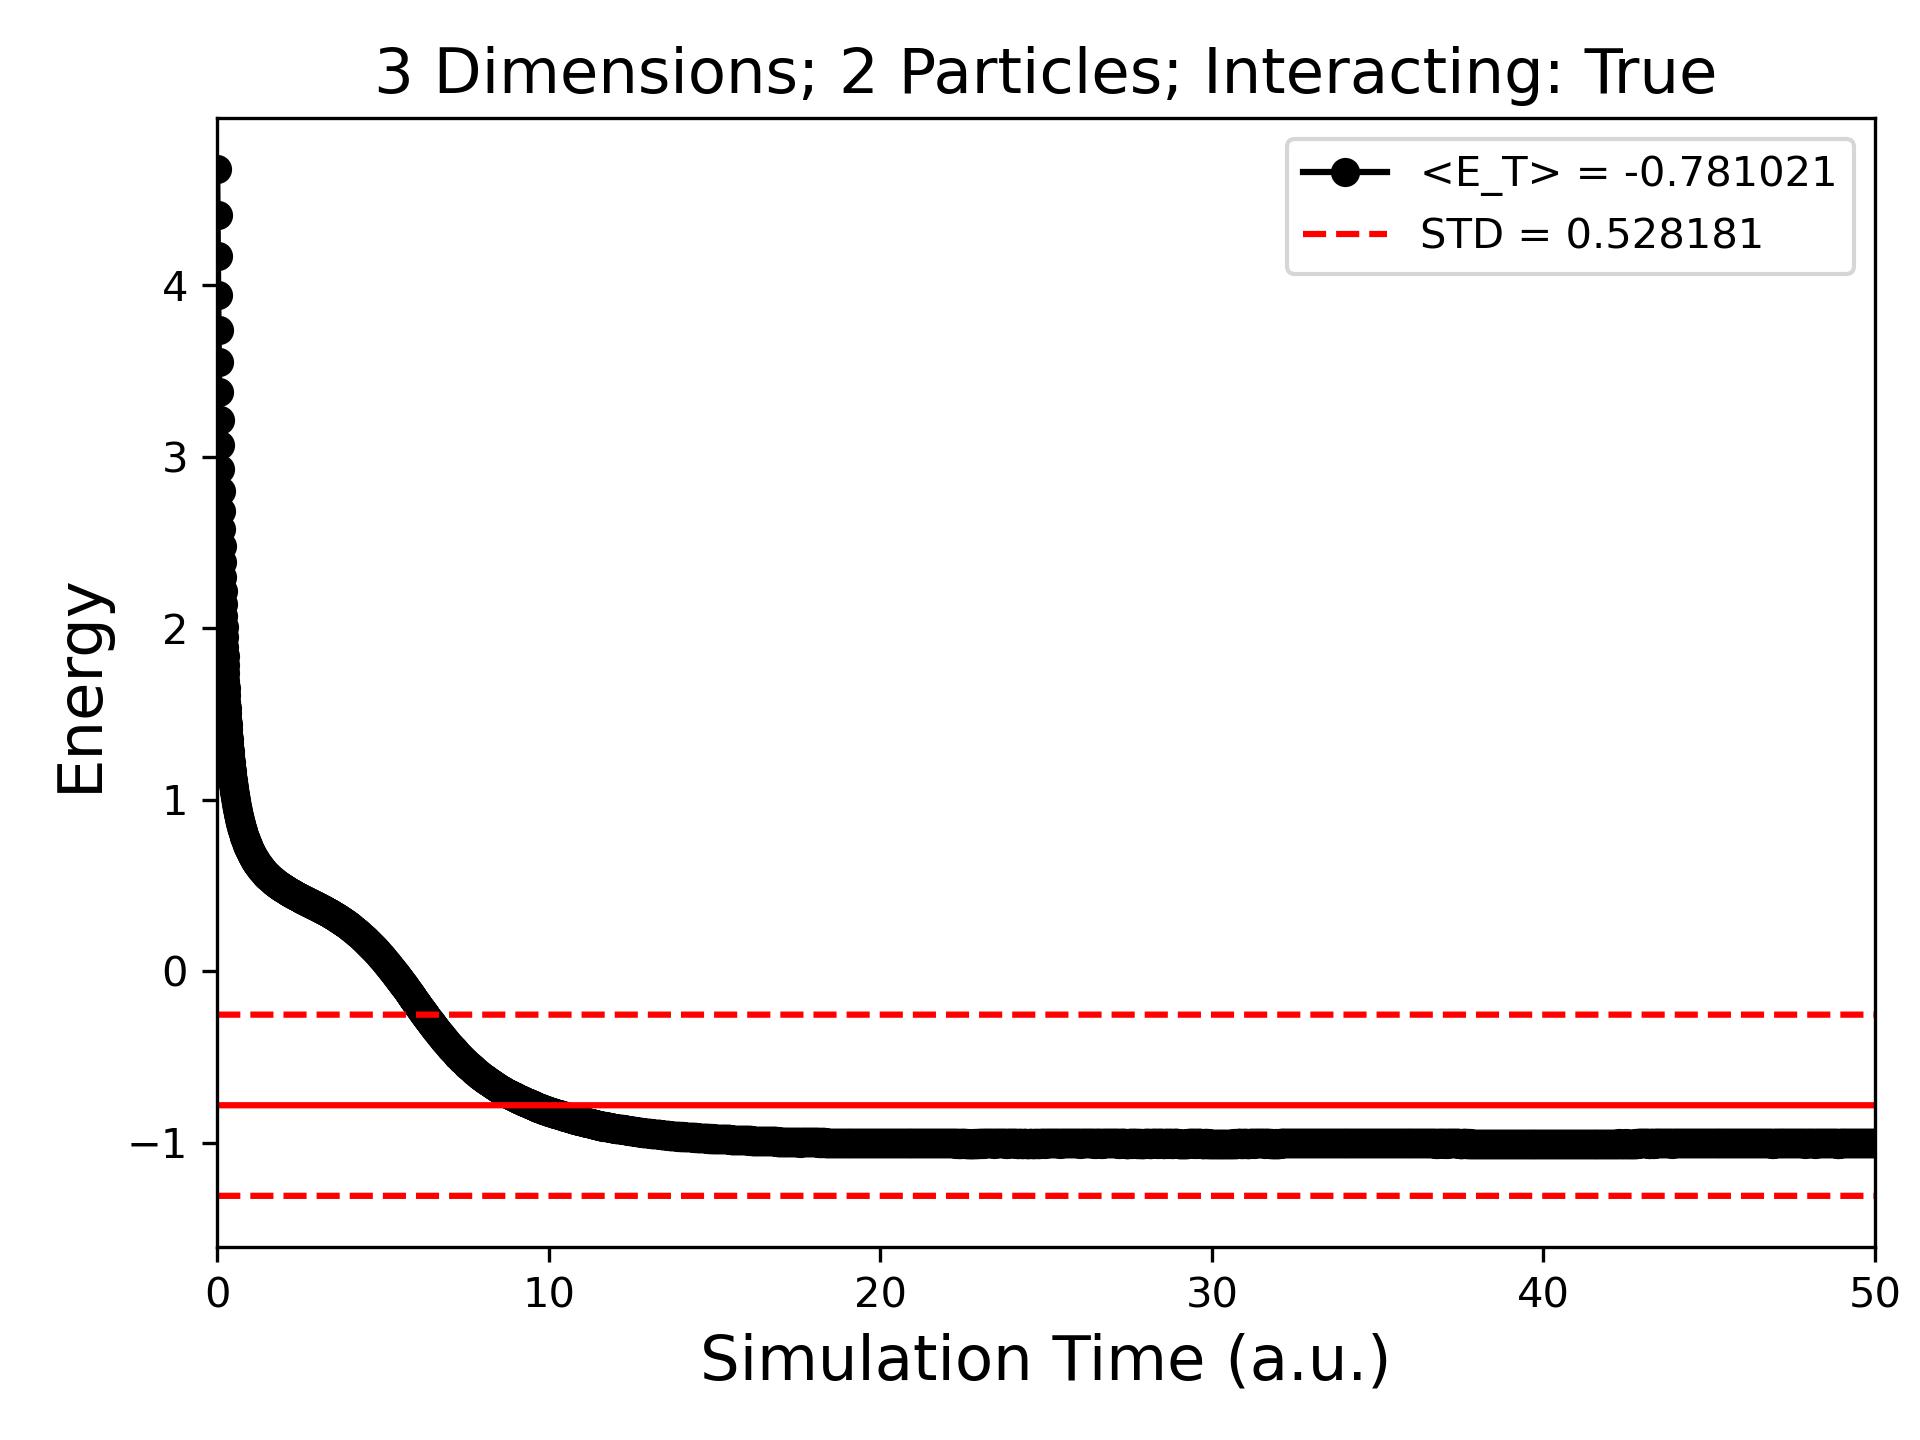 3 Dimensions; 2 Particles; Interacting: True
<E_T> = -0.781021
STD = 0.528181
Energy
4
3
2
1
0
−1
0 10 20 30 40 50
Simulation Time (a.u.)